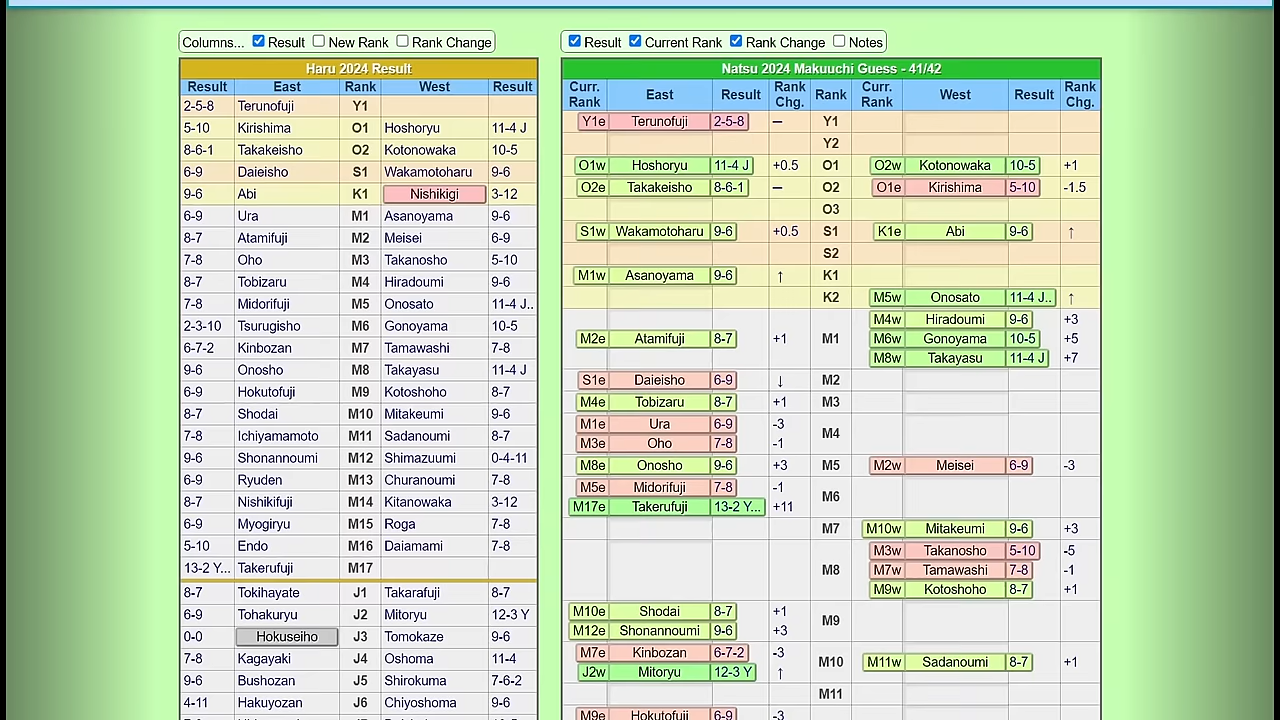 Columns... Result New Rank Rank Change
Haru 2024 Result
Result East Rank West Result
2-5-8 Terunofuji Y1
5-10 Kirishima O1 Hoshoryu 11-4 J
8-6-1 Takakeisho O2 Kotonowaka 10-5
6-9 Daieisho S1 Wakamotoharu 9-6
9-6 Abi K1 Nishikigi 3-12
6-9 Ura M1 Asanoyama 9-6
8-7 Atamifuji M2 Meisei 6-9
7-8 Oho M3 Takanosho 5-10
8-7 Tobizaru M4 Hiradoumi 9-6
7-8 Midorifuji M5 Onosato 11-4 J..
2-3-10 Tsurugisho M6 Gonoyama 10-5
6-7-2 Kinbozan M7 Tamawashi 7-8
9-6 Onosho M8 Takayasu 11-4 J
6-9 Hokutofuji M9 Kotoshoho 8-7
8-7 Shodai M10 Mitakeumi 9-6
7-8 Ichiyamamoto M11 Sadanoumi 8-7
9-6 Shonannoumi M12 Shimazuumi 0-4-11
6-9 Ryuden M13 Churanoumi 7-8
8-7 Nishikifuji M14 Kitanowaka 3-12
6-9 Myogiryu M15 Roga 7-8
5-10 Endo M16 Daiamami 7-8
13-2 Y... Takerufuji M17
8-7 Tokihayate J1 Takarafuji 8-7
6-9 Tohakuryu J2 Mitoryu 12-3 Y
0-0 Hokuseiho J3 Tomokaze 9-6
7-8 Kagayaki J4 Oshoma 11-4
9-6 Bushozan J5 Shirokuma 7-6-2
4-11 Hakuyozan J6 Chiyoshoma 9-6
Result Current Rank Rank Change Notes
Natsu 2024 Makuuchi Guess - 41/42
Curr. Rank East Result Rank Chg. Rank Curr. Rank West Result Rank Chg.
Y1e Terunofuji 2-5-8 – Y1
Y2
O1w Hoshoryu 11-4 J +0.5 O1 O2w Kotonowaka 10-5 +1
O2e Takakeisho 8-6-1 – O2 O1e Kirishima 5-10 -1.5
O3
S1w Wakamotoharu 9-6 +0.5 S1 K1e Abi 9-6 ↑
S2
M1w Asanoyama 9-6 ↑ K1
K2 M5w Onosato 11-4 J.. ↑
M4w Hiradoumi 9-6 +3
M2e Atamifuji 8-7 +1 M1 M6w Gonoyama 10-5 +5
M8w Takayasu 11-4 J +7
S1e Daieisho 6-9 ↓ M2
M4e Tobizaru 8-7 +1 M3
M1e Ura 6-9 -3 M4
M3e Oho 7-8 -1
M8e Onosho 9-6 +3 M5 M2w Meisei 6-9 -3
M5e Midorifuji 7-8 -1 M6
M17e Takerufuji 13-2 Y... +11
M7 M10w Mitakeumi 9-6 +3
M3w Takanosho 5-10 -5
M8 M7w Tamawashi 7-8 -1
M9w Kotoshoho 8-7 +1
M10e Shodai 8-7 +1 M9
M12e Shonannoumi 9-6 +3
M7e Kinbozan 6-7-2 -3 M10 M11w Sadanoumi 8-7 +1
J2w Mitoryu 12-3 Y ↑
M11
M9e Hokutofuji 6-9 -3